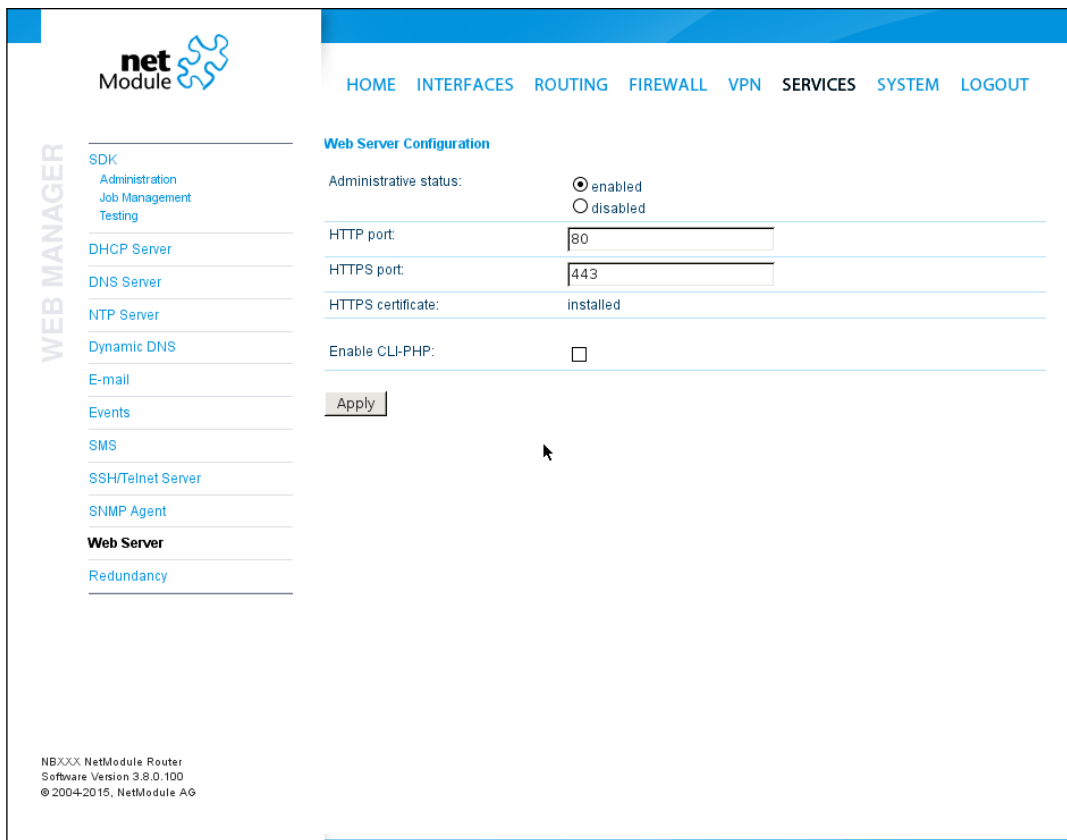 net
Module
HOME INTERFACES ROUTING FIREWALL VPN SERVICES SYSTEM LOGOUT
WEB MANAGER
SDK
Administration
Job Management
Testing
DHCP Server
DNS Server
NTP Server
Dynamic DNS
E-mail
Events
SMS
SSH/Telnet Server
SNMP Agent
Web Server
Redundancy
Web Server Configuration
Administrative status: enabled
disabled
HTTP port: 80
HTTPS port: 443
HTTPS certificate: installed
Enable CLI-PHP:
Apply
NBXXX NetModule Router
Software Version 3.8.0.100
© 2004-2015, NetModule AG